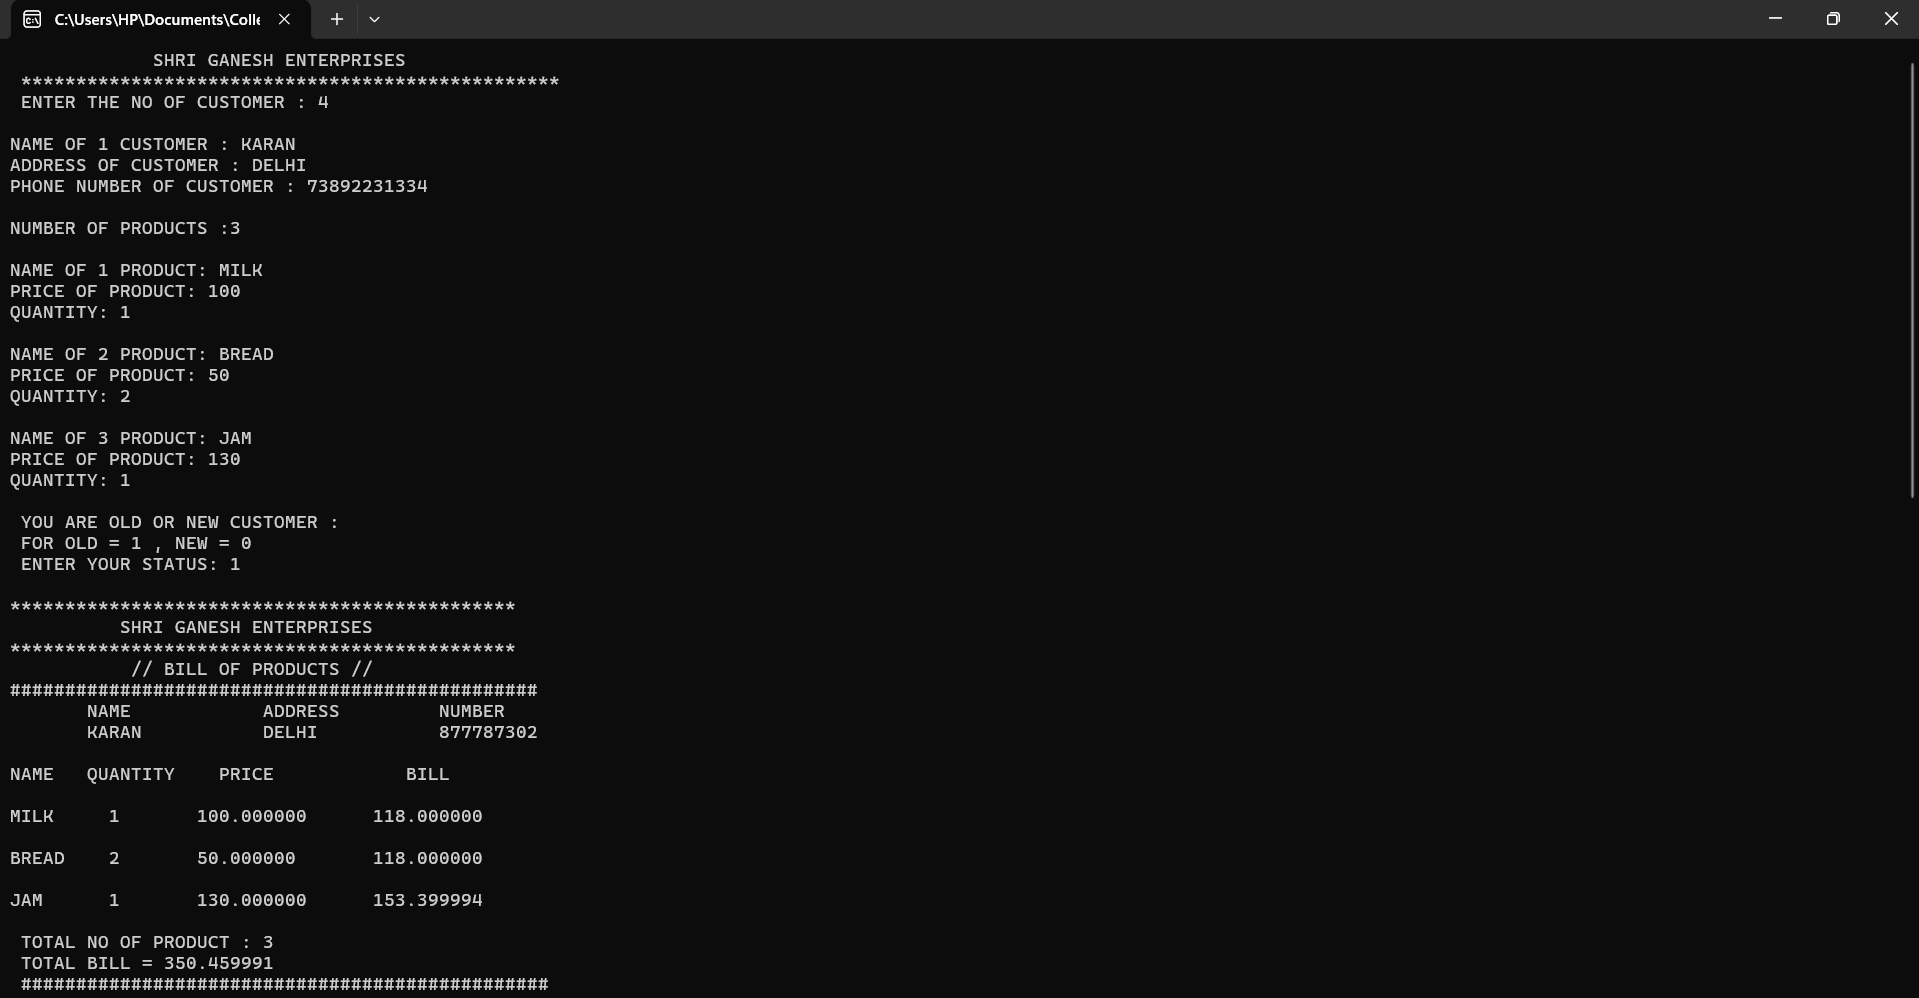 C:\Users\HP\Documents\Colle
SHRI GANESH ENTERPRISES
*************************************************
ENTER THE NO OF CUSTOMER : 4
NAME OF 1 CUSTOMER : KARAN
ADDRESS OF CUSTOMER : DELHI
PHONE NUMBER OF CUSTOMER : 73892231334
NUMBER OF PRODUCTS :3
NAME OF 1 PRODUCT: MILK
PRICE OF PRODUCT: 100
QUANTITY: 1
NAME OF 2 PRODUCT: BREAD
PRICE OF PRODUCT: 50
QUANTITY: 2
NAME OF 3 PRODUCT: JAM
PRICE OF PRODUCT: 130
QUANTITY: 1
YOU ARE OLD OR NEW CUSTOMER :
FOR OLD = 1 , NEW = 0
ENTER YOUR STATUS: 1
**********************************************
SHRI GANESH ENTERPRISES
**********************************************
// BILL OF PRODUCTS //
################################################
NAME ADDRESS NUMBER
KARAN DELHI 877787302
NAME QUANTITY PRICE BILL
MILK 1 100.000000 118.000000
BREAD 2 50.000000 118.000000
JAM 1 130.000000 153.399994
TOTAL NO OF PRODUCT : 3
TOTAL BILL = 350.459991
################################################